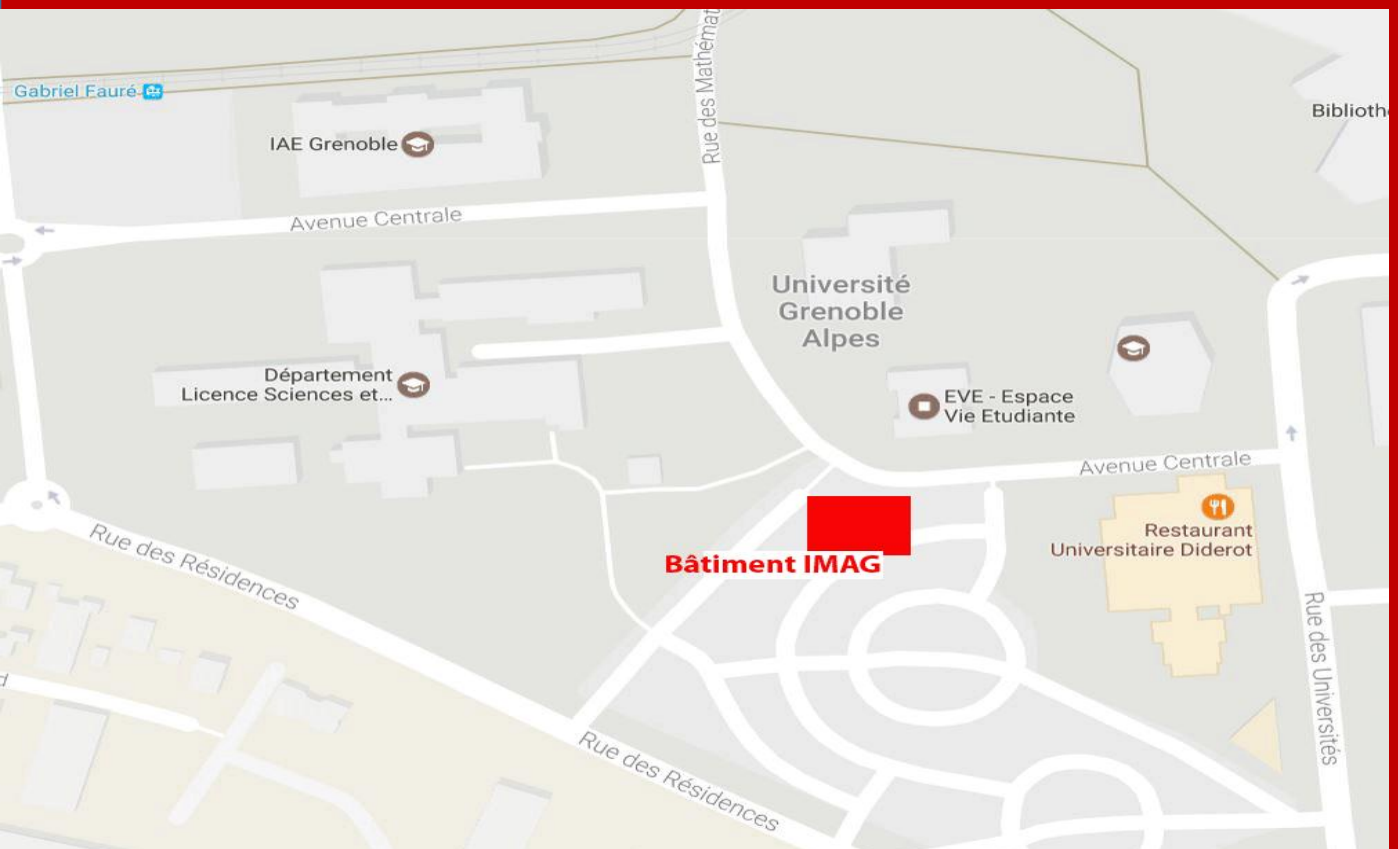 Gabriel Fauré
IAE Grenoble
Avenue Centrale
Rue des Mathémat
Biblioth
Université
Grenoble
Alpes
Département
Licence Sciences et...
EVE - Espace
Vie Etudiante
Avenue Centrale
Restaurant
Universitaire Diderot
Bâtiment IMAG
Rue des Résidences
Rue des Résidences
Rue des Universités
d